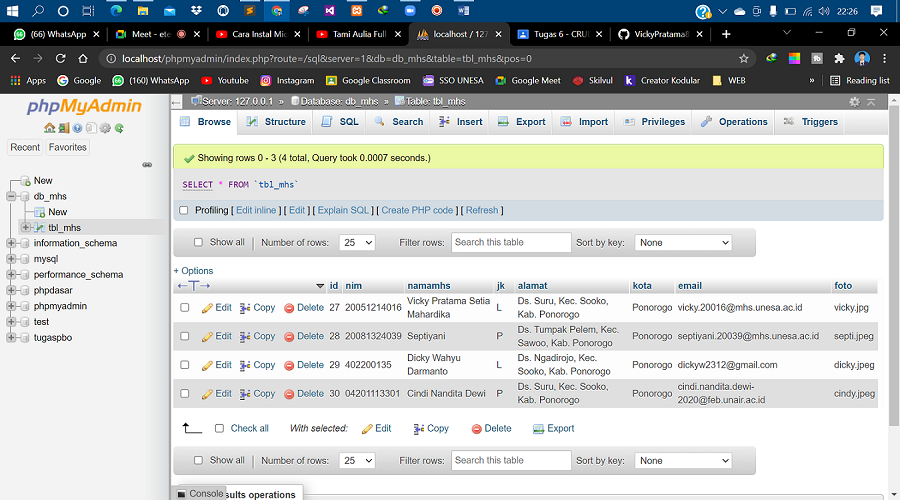 22:26
(66) WhatsApp
Meet - ete
Cara Instal Mic
Tami Aulia Full
localhost / 127
Tugas 6 - CRU
VickyPratamaB
localhost/phpmyadmin/index.php?route=/sql&server=1&db=db_mhs&table=tbl_mhs&pos=0
Apps Google (160) WhatsApp Youtube Instagram Google Classroom SSO UNESA Google Meet Skilvul Kreator Kodular WEB » Reading list
phpMyAdmin
Recent Favorites
New
db_mhs
New
tbl_mhs
information_schema
mysql
performance_schema
phpdasar
phpmyadmin
test
tugaspbo
Server: 127.0.0.1 » Database: db_mhs » Table: tbl_mhs
Browse Structure SQL Search Insert Export Import Privileges Operations Triggers
Showing rows 0 - 3 (4 total, Query took 0.0007 seconds.)
SELECT * FROM `tbl_mhs`
Profiling [ Edit inline ] [ Edit ] [ Explain SQL ] [ Create PHP code ] [ Refresh ]
Show all | Number of rows: 25 Filter rows: Search this table Sort by key: None
+ Options
←T→ id nim namamhs jk alamat kota email foto
Edit Copy Delete 27 20051214016 Vicky Pratama Setia Mahardika L Ds. Suru, Kec. Sooko, Kab. Ponorogo Ponorogo vicky.20016@mhs.unesa.ac.id vicky.jpg
Edit Copy Delete 28 20081324039 Septiyani P Ds. Tumpak Pelem, Kec. Sawoo, Kab. Ponorogo Ponorogo septiyani.20039@mhs.unesa.ac.id septi.jpeg
Edit Copy Delete 29 402200135 Dicky Wahyu Darmanto L Ds. Ngadirojo, Kec. Sooko, Kab. Ponorogo Ponorogo dickyw2312@gmail.com dicky.jpeg
Edit Copy Delete 30 04201113301 Cindi Nandita Dewi P Ds. Suru, Kec. Sooko, Kab. Ponorogo Ponorogo cindi.nandita.dewi-2020@feb.unair.ac.id cindy.jpeg
Check all With selected: Edit Copy Delete Export
Show all | Number of rows: 25 Filter rows: Search this table Sort by key: None
Console sults operations